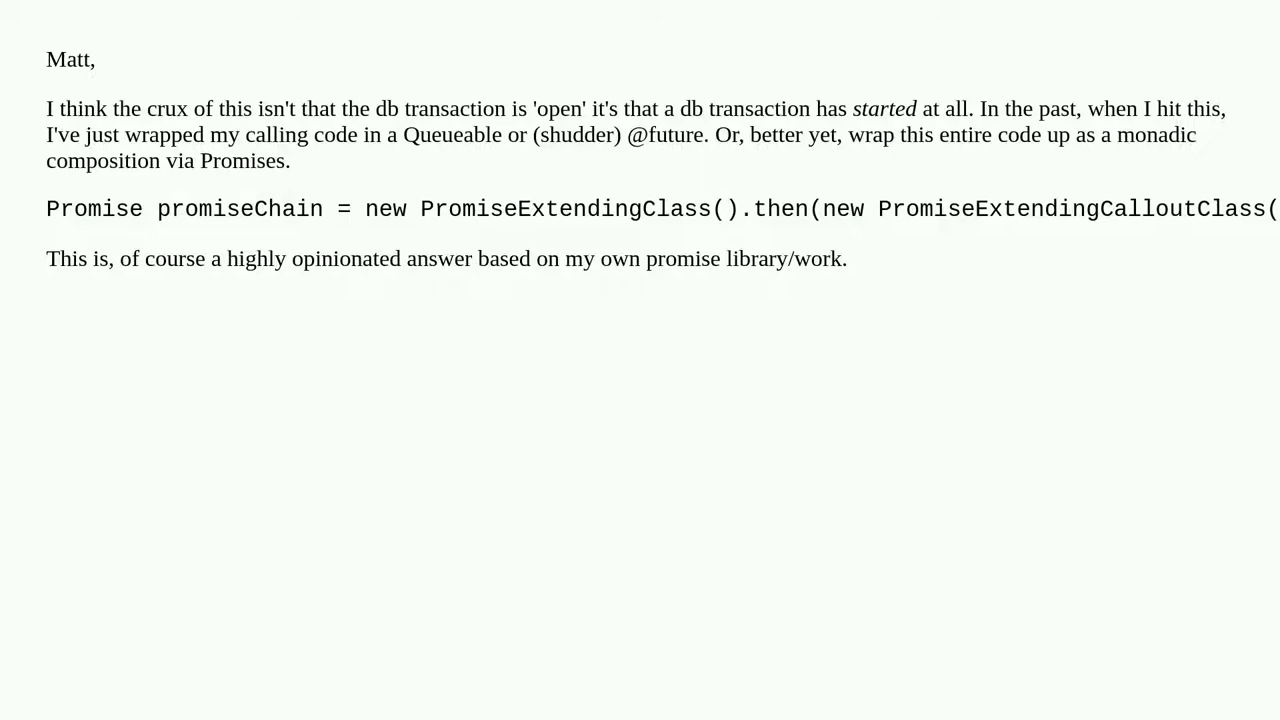 Matt,
I think the crux of this isn't that the db transaction is 'open' it's that a db transaction has started at all. In the past, when I hit this,
I've just wrapped my calling code in a Queueable or (shudder) @future. Or, better yet, wrap this entire code up as a monadic
composition via Promises.
Promise promiseChain = new PromiseExtendingClass().then(new PromiseExtendingCalloutClass(
This is, of course a highly opinionated answer based on my own promise library/work.